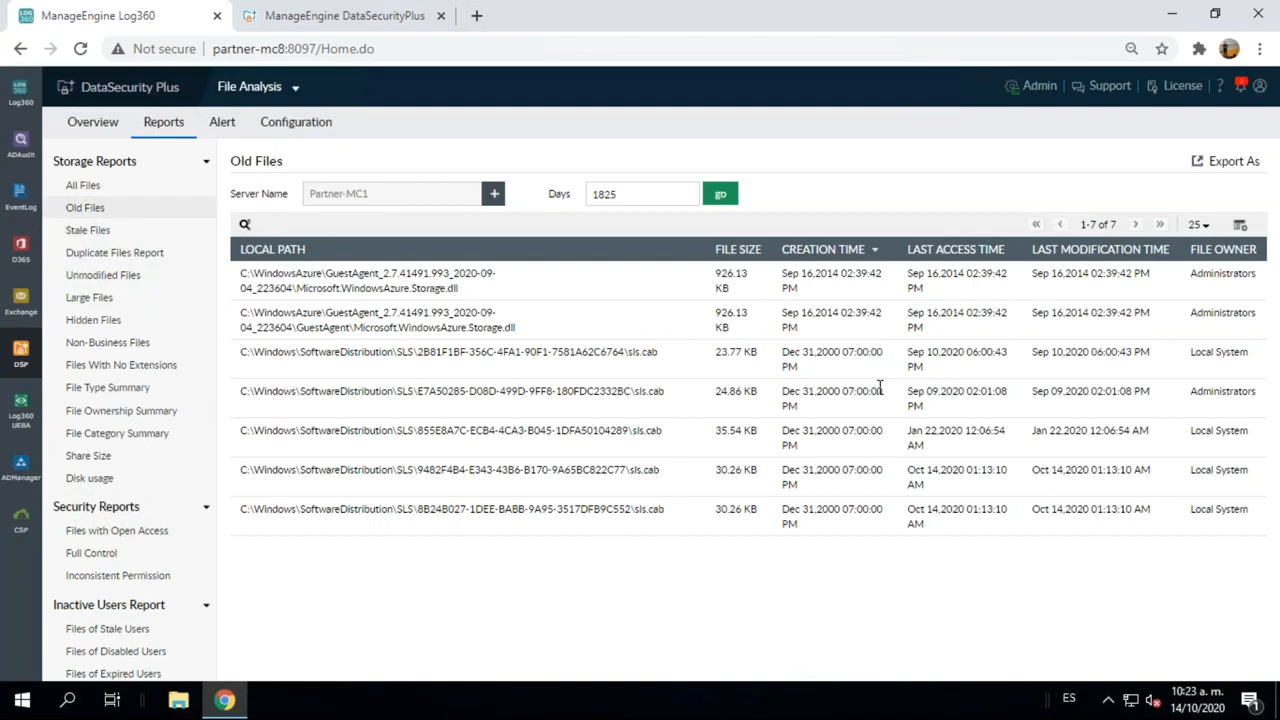 ManageEngine Log360
ManageEngine DataSecurityPlus
Not secure
partner-mc8:8097/Home.do
LOG 360
Log360
DataSecurity Plus
File Analysis
Admin
Support
License
?
Overview
Reports
Alert
Configuration
ADAudit
EventLog
O365
Exchange
DSP
Log360
UEBA
ADManager
CSP
Storage Reports
All Files
Old Files
Stale Files
Duplicate Files Report
Unmodified Files
Large Files
Hidden Files
Non-Business Files
Files With No Extensions
File Type Summary
File Ownership Summary
File Category Summary
Share Size
Disk usage
Security Reports
Files with Open Access
Full Control
Inconsistent Permission
Inactive Users Report
Files of Stale Users
Files of Disabled Users
Files of Expired Users
Old Files
Export As
Server Name
Partner-MC1
+
Days
1825
go
1-7 of 7
25
LOCAL PATH FILE SIZE CREATION TIME LAST ACCESS TIME LAST MODIFICATION TIME FILE OWNER
C:\WindowsAzure\GuestAgent_2.7.41491.993_2020-09- 926.13 Sep 16,2014 02:39:42 Sep 16,2014 02:39:42 Sep 16,2014 02:39:42 PM Administrators
04_223604\Microsoft.WindowsAzure.Storage.dll KB PM PM
C:\WindowsAzure\GuestAgent_2.7.41491.993_2020-09- 926.13 Sep 16,2014 02:39:42 Sep 16,2014 02:39:42 Sep 16,2014 02:39:42 PM Administrators
04_223604\GuestAgent\Microsoft.WindowsAzure.Storage.dll KB PM PM
C:\Windows\SoftwareDistribution\SLS\2B81F1BF-356C-4FA1-90F1-7581A62C6764\sls.cab 23.77 KB Dec 31,2000 07:00:00 Sep 10,2020 06:00:43 Sep 10,2020 06:00:43 PM Local System
PM PM
C:\Windows\SoftwareDistribution\SLS\E7A50285-D08D-499D-9FF8-180FDC2332BC\sls.cab 24.86 KB Dec 31,2000 07:00:00 Sep 09,2020 02:01:08 Sep 09,2020 02:01:08 PM Administrators
PM PM
C:\Windows\SoftwareDistribution\SLS\855E8A7C-ECB4-4CA3-B045-1DFA50104289\sls.cab 35.54 KB Dec 31,2000 07:00:00 Jan 22,2020 12:06:54 Jan 22,2020 12:06:54 AM Local System
PM AM
C:\Windows\SoftwareDistribution\SLS\9482F4B4-E343-43B6-B170-9A65BC822C77\sls.cab 30.26 KB Dec 31,2000 07:00:00 Oct 14,2020 01:13:10 Oct 14,2020 01:13:10 AM Local System
PM AM
C:\Windows\SoftwareDistribution\SLS\8B24B027-1DEE-BABB-9A95-3517DFB9C552\sls.cab 30.26 KB Dec 31,2000 07:00:00 Oct 14,2020 01:13:10 Oct 14,2020 01:13:10 AM Local System
PM AM
ES
10:23 a. m.
14/10/2020
1